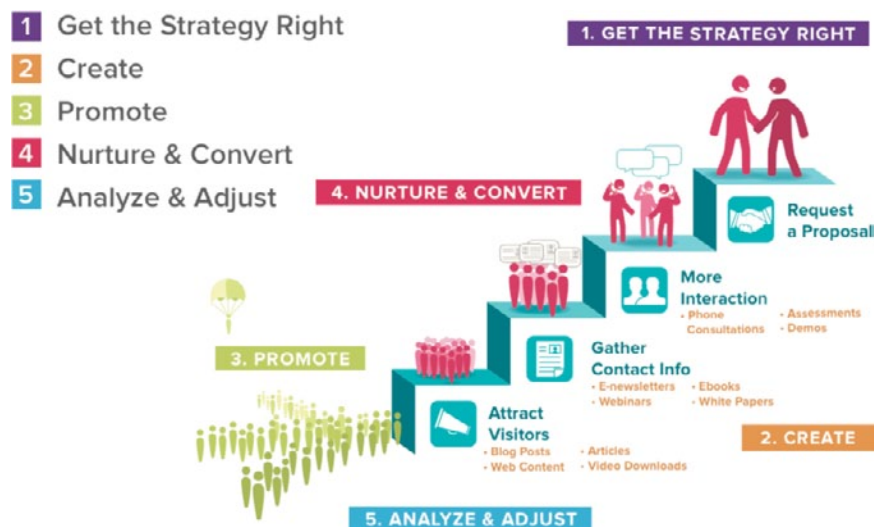 1 Get the Strategy Right
2 Create
3 Promote
4 Nurture & Convert
5 Analyze & Adjust
1. GET THE STRATEGY RIGHT
4. NURTURE & CONVERT
Request
a Proposal
More
Interaction
• Phone
Consultations
• Assessments
• Demos
3. PROMOTE
Gather
Contact Info
• E-newsletters
• Webinars
• Ebooks
• White Papers
Attract
Visitors
• Blog Posts
• Web Content
• Articles
• Video Downloads
2. CREATE
5. ANALYZE & ADJUST